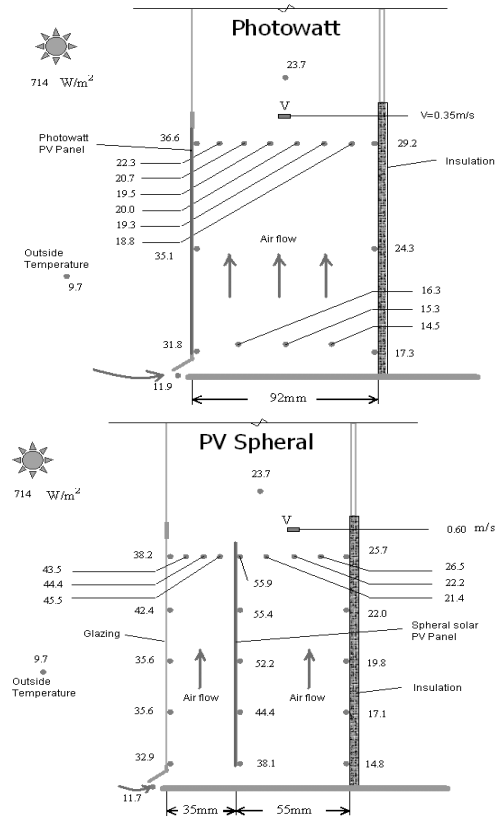 Photowatt
23.7
714 W/m²
V
V=0.35m/s
Photowatt
PV Panel
36.6
29.2
Insulation
22.3
20.7
19.5
20.0
19.3
18.8
Air flow
35.1
24.3
Outside
Temperature
9.7
16.3
15.3
14.5
31.8
17.3
11.9
92mm
PV Spheral
23.7
714 W/m²
V
0.60 m/s
38.2
25.7
43.5
44.4
45.5
26.5
22.2
21.4
55.9
42.4
55.4
22.0
Glazing
Spheral solar
PV Panel
9.7
Outside
Temperature
35.6
52.2
19.8
Air flow
Air flow
Insulation
35.6
44.4
17.1
32.9
38.1
14.8
11.7
35mm
55mm